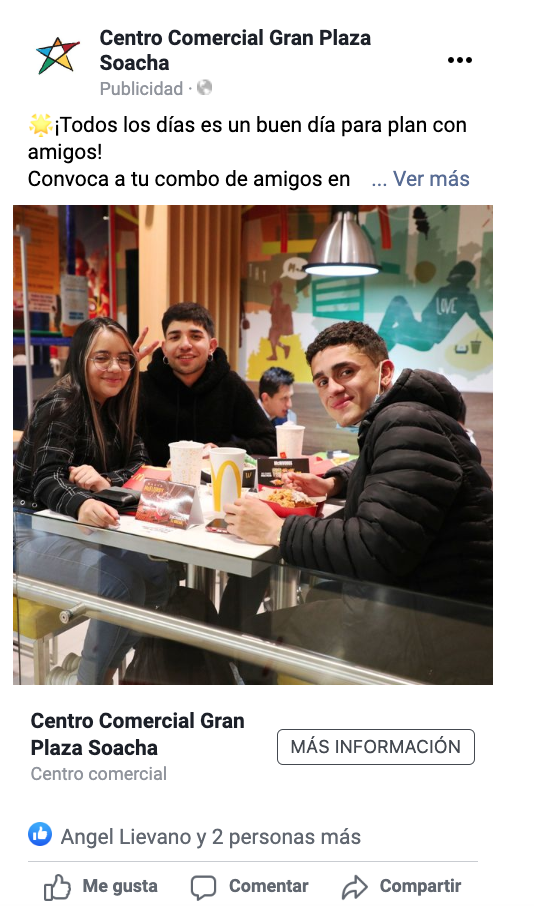 Centro Comercial Gran Plaza
Soacha
Publicidad ·
¡Todos los días es un buen día para plan con
amigos!
Convoca a tu combo de amigos en ... Ver más
LOVE
Centro Comercial Gran
Plaza Soacha
Centro comercial
MÁS INFORMACIÓN
Angel Lievano y 2 personas más
Me gusta
Comentar
Compartir